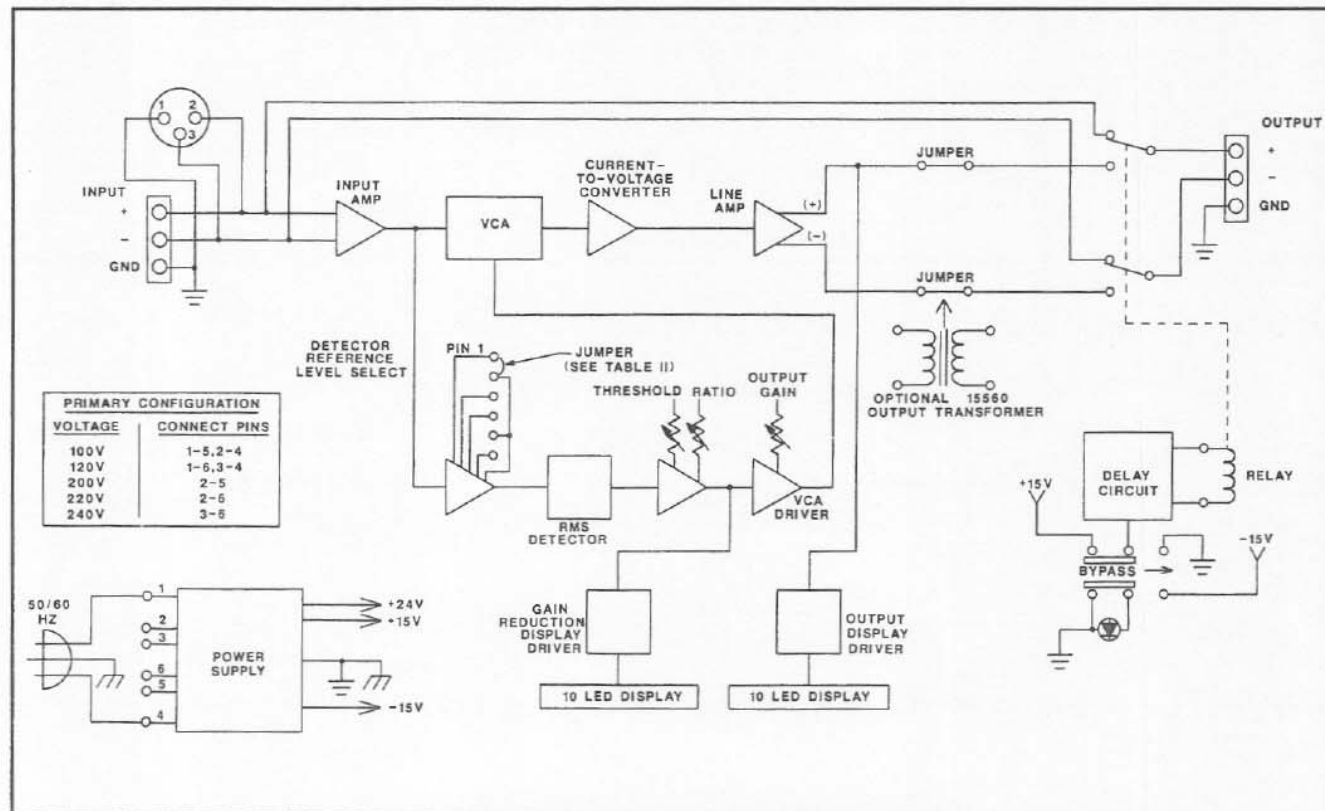 1 2
3
INPUT
+
-
GND
INPUT
AMP
VCA
CURRENT-
TO-VOLTAGE
CONVERTER
LINE
AMP
(+)
(-)
JUMPER
JUMPER
OUTPUT
+
-
GND
DETECTOR
REFERENCE
LEVEL SELECT
PIN 1
JUMPER
(SEE TABLE II)
THRESHOLD RATIO
OUTPUT
GAIN
OPTIONAL 15560
OUTPUT TRANSFORMER
RMS
DETECTOR
VCA
DRIVER
PRIMARY CONFIGURATION
VOLTAGE CONNECT PINS
100V 1-5,2-4
120V 1-6,3-4
200V 2-5
220V 2-6
240V 3-6
DELAY
CIRCUIT
RELAY
+15V
-15V
BYPASS
GAIN
REDUCTION
DISPLAY
DRIVER
OUTPUT
DISPLAY
DRIVER
10 LED DISPLAY
10 LED DISPLAY
50/60
HZ
1
2
3
6
5
4
POWER
SUPPLY
+24V
+15V
-15V